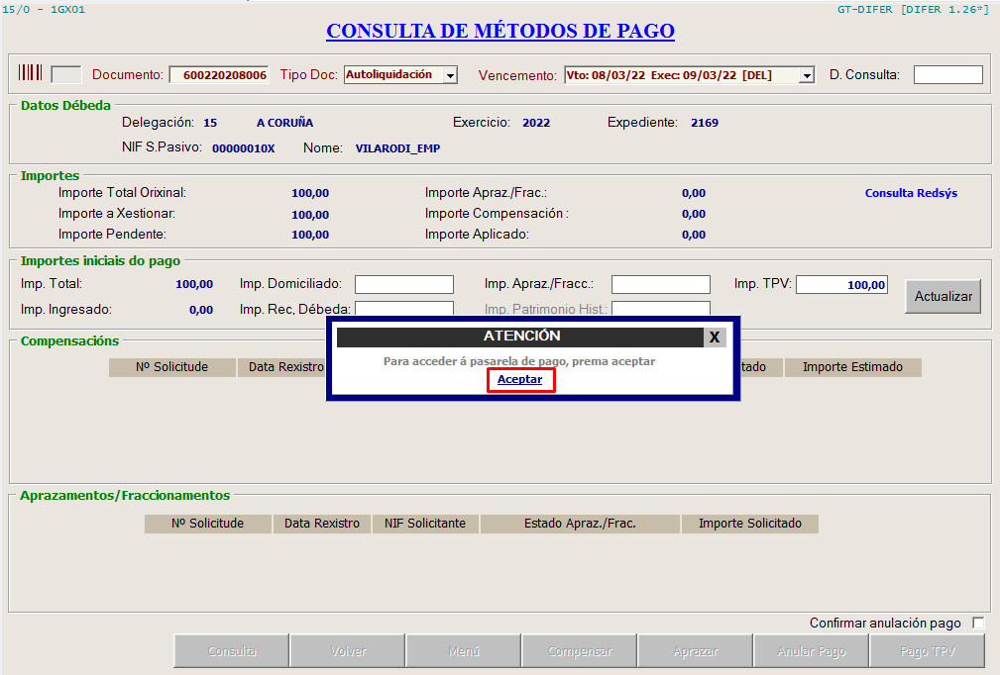 15/0 - 1GX01
GT-DIFER [DIFER 1.26*]
CONSULTA DE MÉTODOS DE PAGO
Documento: 600220208006 Tipo Doc: Autoliquidación Vencemento: Vto: 08/03/22 Exec: 09/03/22 [DEL] D. Consulta:
Datos Débeda
Delegación: 15 A CORUÑA Exercicio: 2022 Expediente: 2169
NIF S.Pasivo: 00000010X Nome: VILARODI_EMP
Importes
Importe Total Orixinal: 100,00 Importe Apraz./Frac.: 0,00 Consulta Redsýs
Importe a Xestionar: 100,00 Importe Compensación : 0,00
Importe Pendente: 100,00 Importe Aplicado: 0,00
Importes iniciais do pago
Imp. Total: 100,00 Imp. Domiciliado: Imp. Apraz./Fracc.: Imp. TPV: 100,00
Actualizar
Imp. Ingresado: 0,00 Imp. Rec, Débeda: Imp. Patrimonio Hist.:
ATENCIÓN X
Para acceder á pasarela de pago, prema aceptar
Aceptar
Compensacións
Nº Solicitude Data Rexistro tado Importe Estimado
Aprazamentos/Fraccionamentos
Nº Solicitude Data Rexistro NIF Solicitante Estado Apraz./Frac. Importe Solicitado
Confirmar anulación pago
Consulta Volver Menú Compensar Aprazar Anular Pago Pago TPV